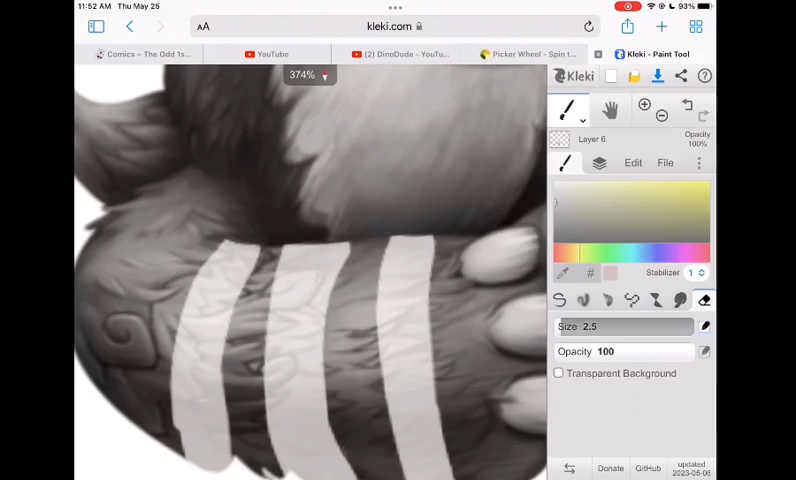 11:52 AM Thu May 25
93%
AA kleki.com
Comics – The Odd 1s...
YouTube
(2) DinoDude - YouTu...
Picker Wheel - Spin t...
Kleki - Paint Tool
374%
Kleki
Layer 6
Opacity
100%
Edit File
# Stabilizer 1
Size 2.5
Opacity 100
Transparent Background
Donate GitHub updated
2023-05-06